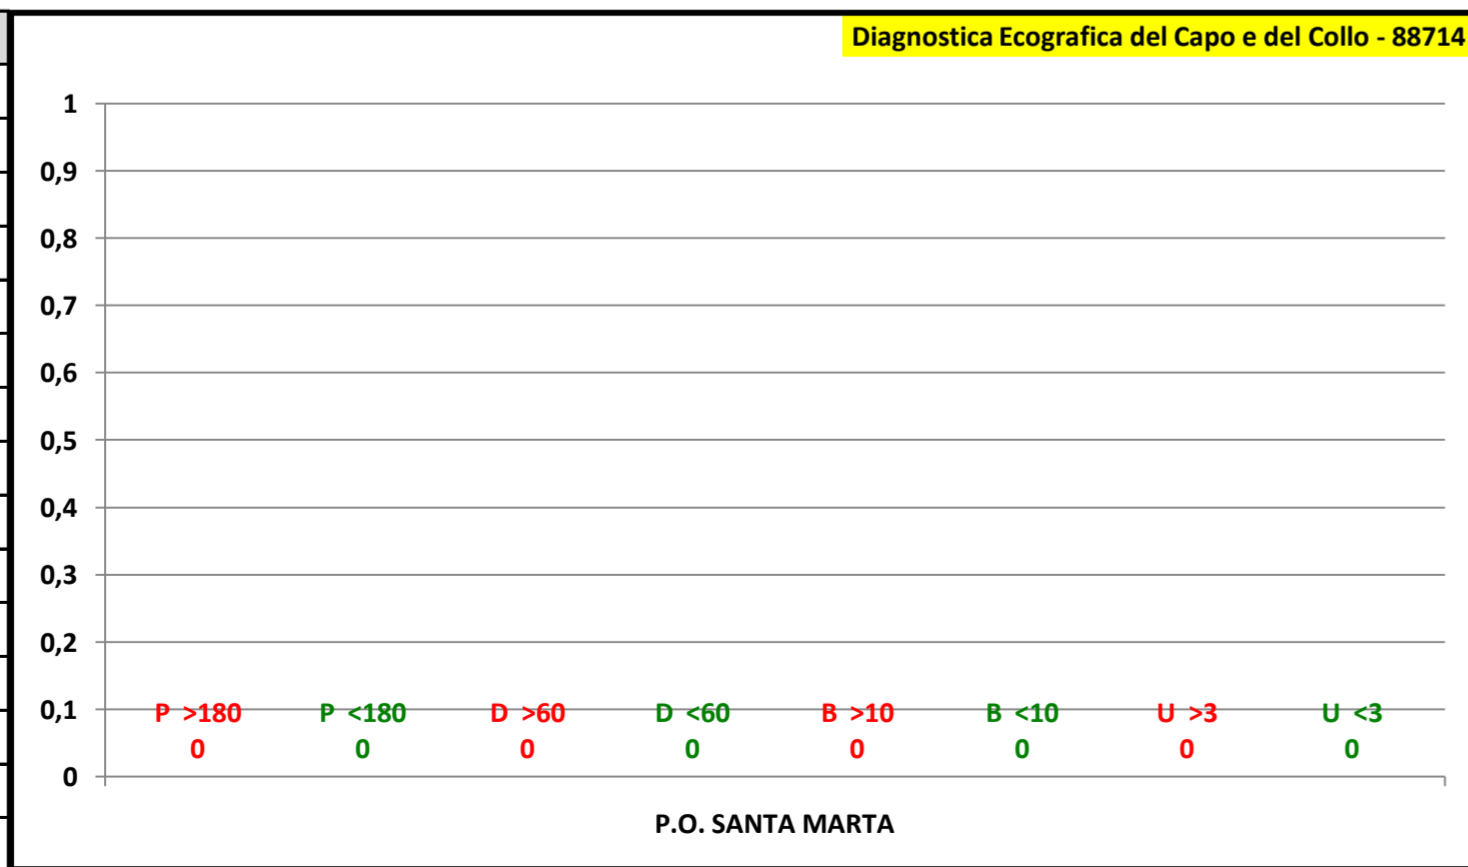 Diagnostica Ecografica del Capo e del Collo - 88714
1
0,9
0,8
0,7
0,6
0,5
0,4
0,3
0,2
0,1
0
P >180 P <180 D >60 D <60 B >10 B <10 U >3 U <3
0 0 0 0 0 0 0 0
P.O. SANTA MARTA